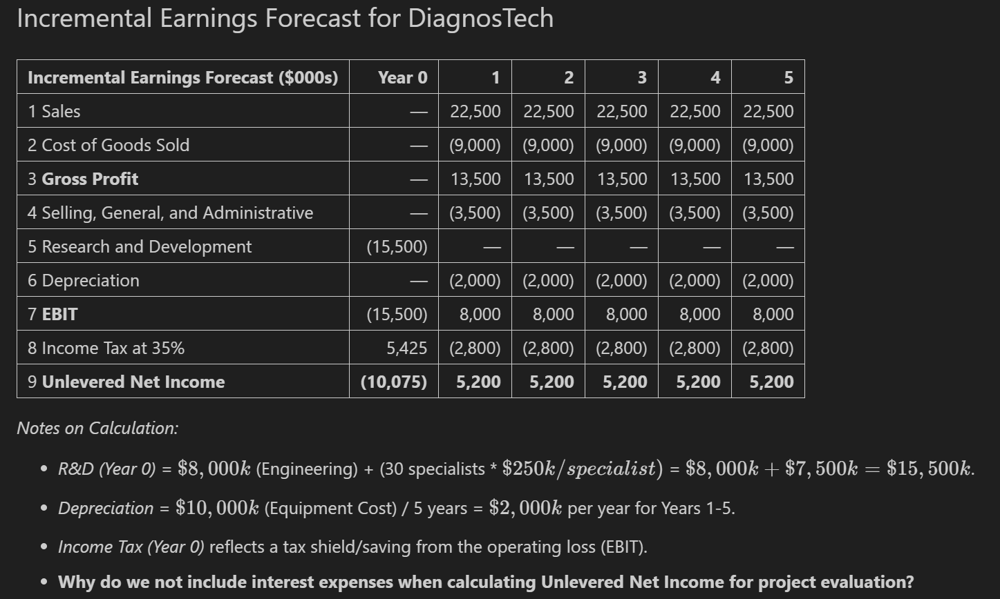 Incremental Earnings Forecast for DiagnosTech
Incremental Earnings Forecast ($000s) Year 0 1 2 3 4 5
1 Sales — 22,500 22,500 22,500 22,500 22,500
2 Cost of Goods Sold — (9,000) (9,000) (9,000) (9,000) (9,000)
3 Gross Profit — 13,500 13,500 13,500 13,500 13,500
4 Selling, General, and Administrative — (3,500) (3,500) (3,500) (3,500) (3,500)
5 Research and Development (15,500) — — — — —
6 Depreciation — (2,000) (2,000) (2,000) (2,000) (2,000)
7 EBIT (15,500) 8,000 8,000 8,000 8,000 8,000
8 Income Tax at 35% 5,425 (2,800) (2,800) (2,800) (2,800) (2,800)
9 Unlevered Net Income (10,075) 5,200 5,200 5,200 5,200 5,200
Notes on Calculation:
• R&D (Year 0) = $8, 000k (Engineering) + (30 specialists * $250k/specialist) = $8, 000k + $7, 500k = $15, 500k.
• Depreciation = $10, 000k (Equipment Cost) / 5 years = $2, 000k per year for Years 1-5.
• Income Tax (Year 0) reflects a tax shield/saving from the operating loss (EBIT).
• Why do we not include interest expenses when calculating Unlevered Net Income for project evaluation?